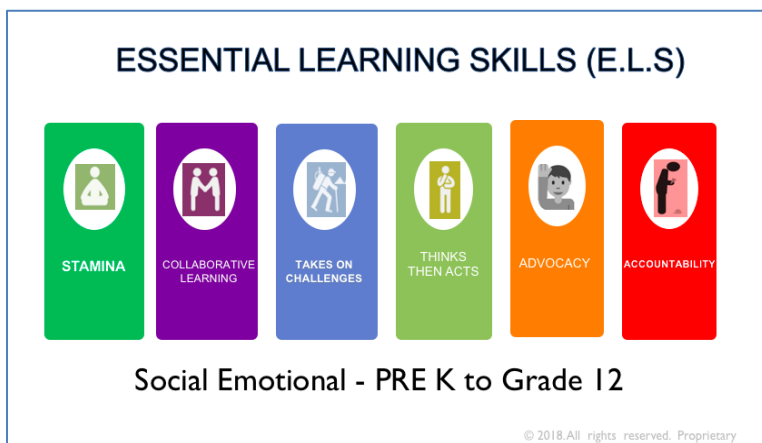 ESSENTIAL LEARNING SKILLS (E.L.S)
STAMINA
COLLABORATIVE
LEARNING
TAKES ON
CHALLENGES
THINKS
THEN ACTS
ADVOCACY
ACCOUNTABILITY
Social Emotional - PRE K to Grade 12
© 2018.All rights reserved. Proprietary